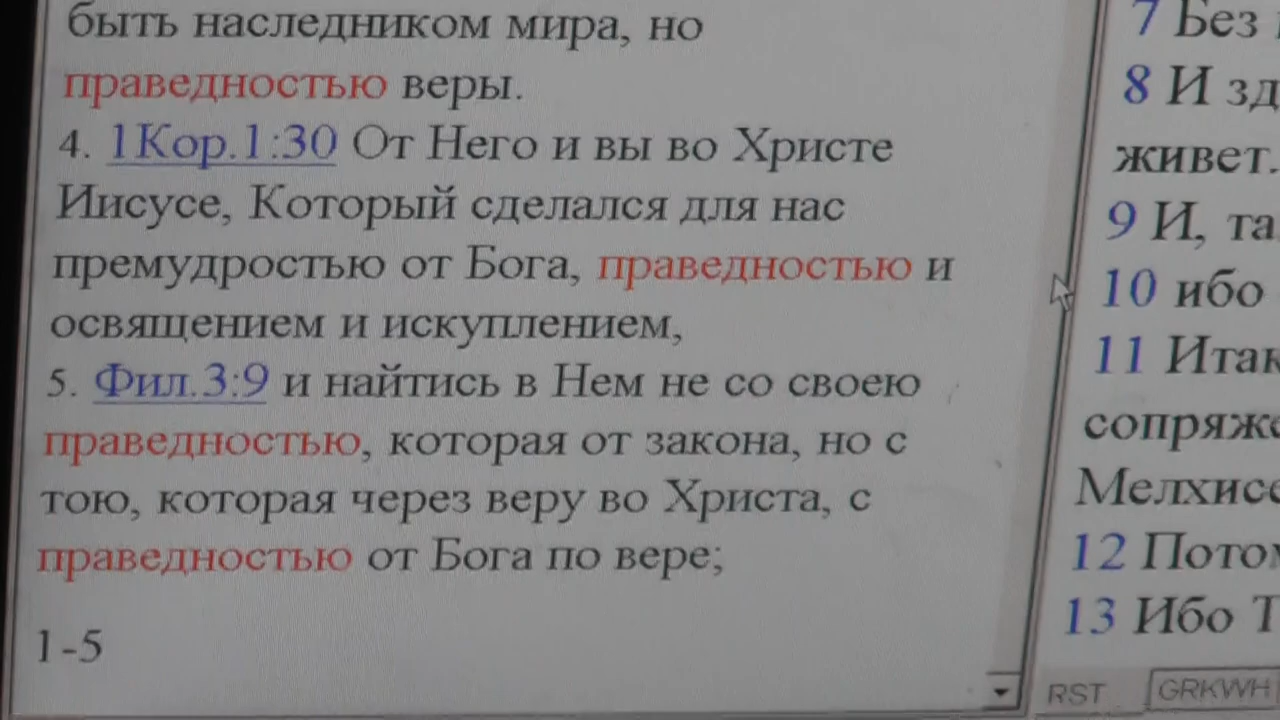 быть наследником мира, но
праведностью веры.
4. 1Кор.1:30 От Него и вы во Христе
Иисусе, Который сделался для нас
премудростью от Бога, праведностью и
освящением и искуплением,
5. Фил.3:9 и найтись в Нем не со своею
праведностью, которая от закона, но с
тою, которая через веру во Христа, с
праведностью от Бога по вере;
1-5
7 Без
8 И
живет.
9 И,
10 ибо
11
12
13 Ибо
RST GRKWH